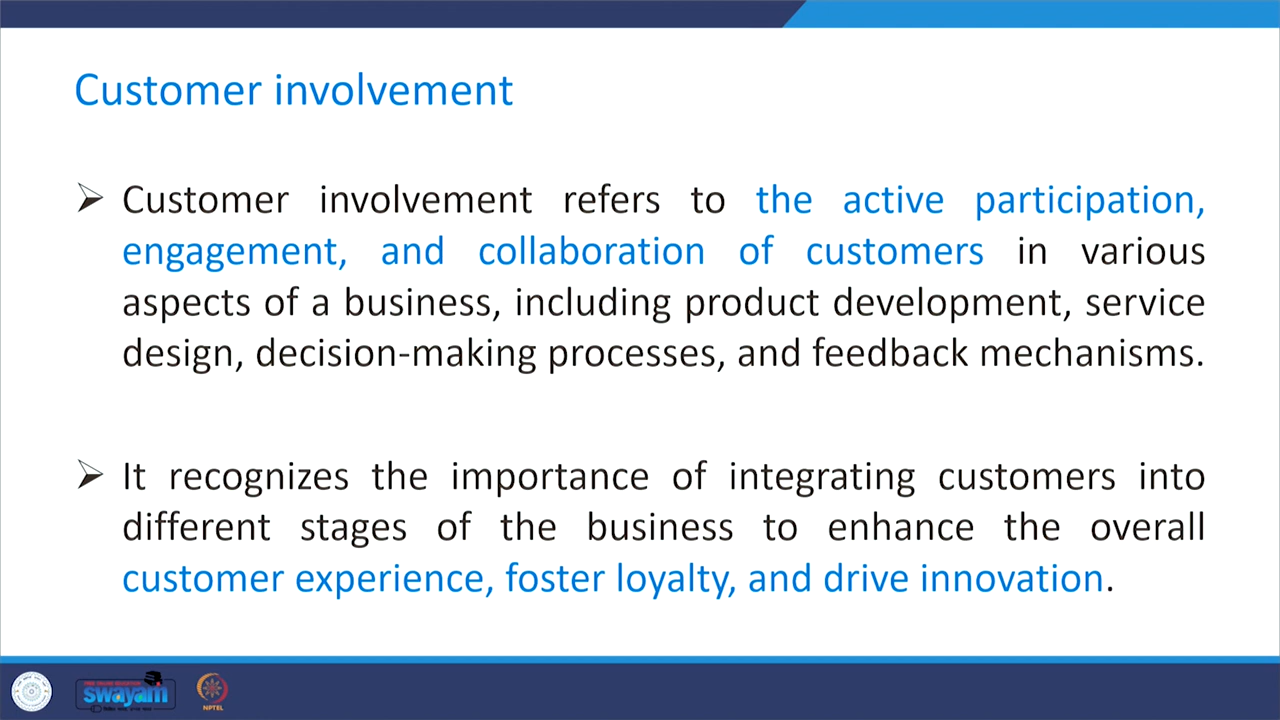 Customer involvement
Customer involvement refers to the active participation,
engagement, and collaboration of customers in various
aspects of a business, including product development, service
design, decision-making processes, and feedback mechanisms.
It recognizes the importance of integrating customers into
different stages of the business to enhance the overall
customer experience, foster loyalty, and drive innovation.
swayam
NPTEL